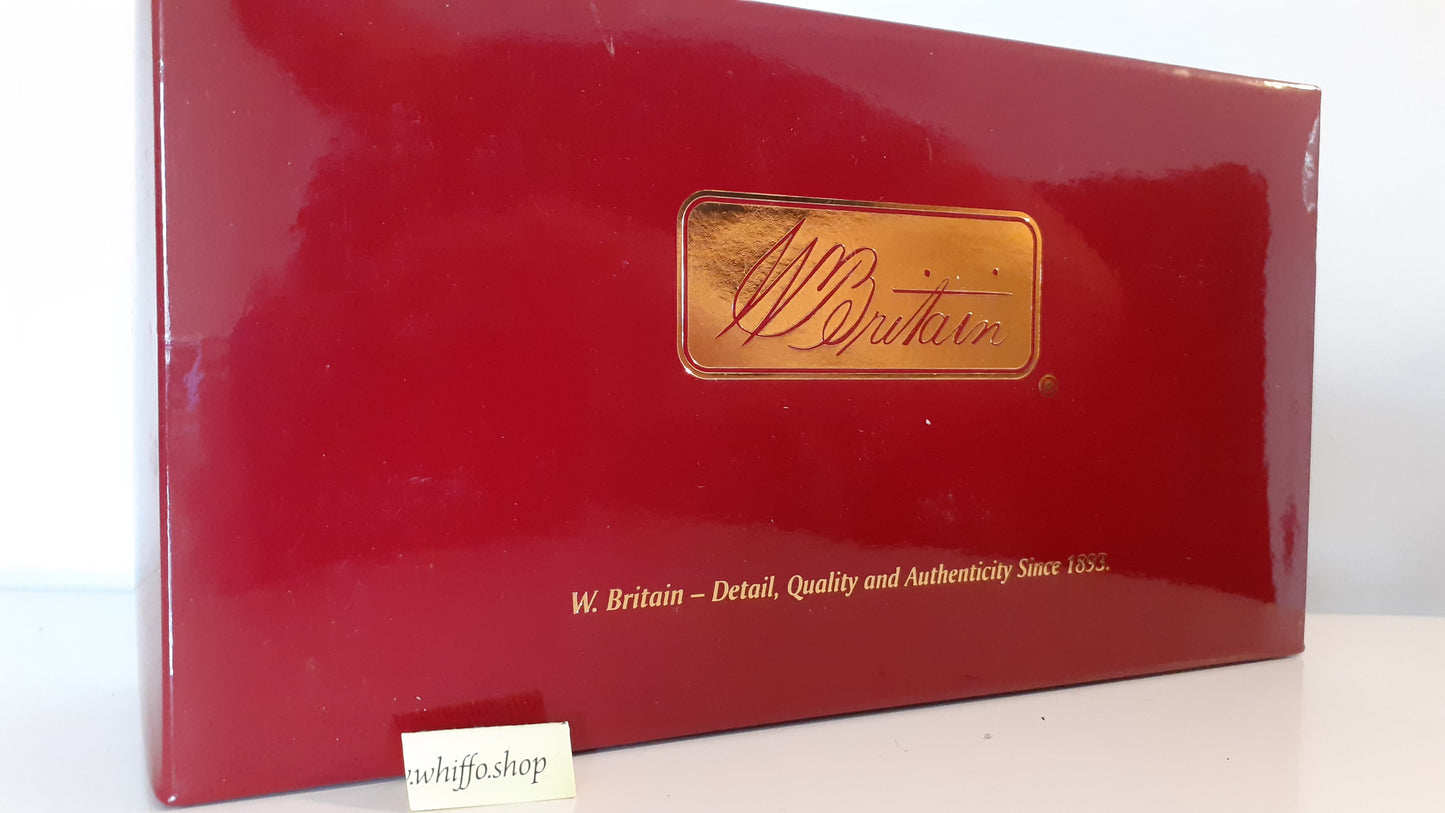 W Britain
®
W. Britain – Detail, Quality and Authenticity Since 1893.
.whiffo.shop